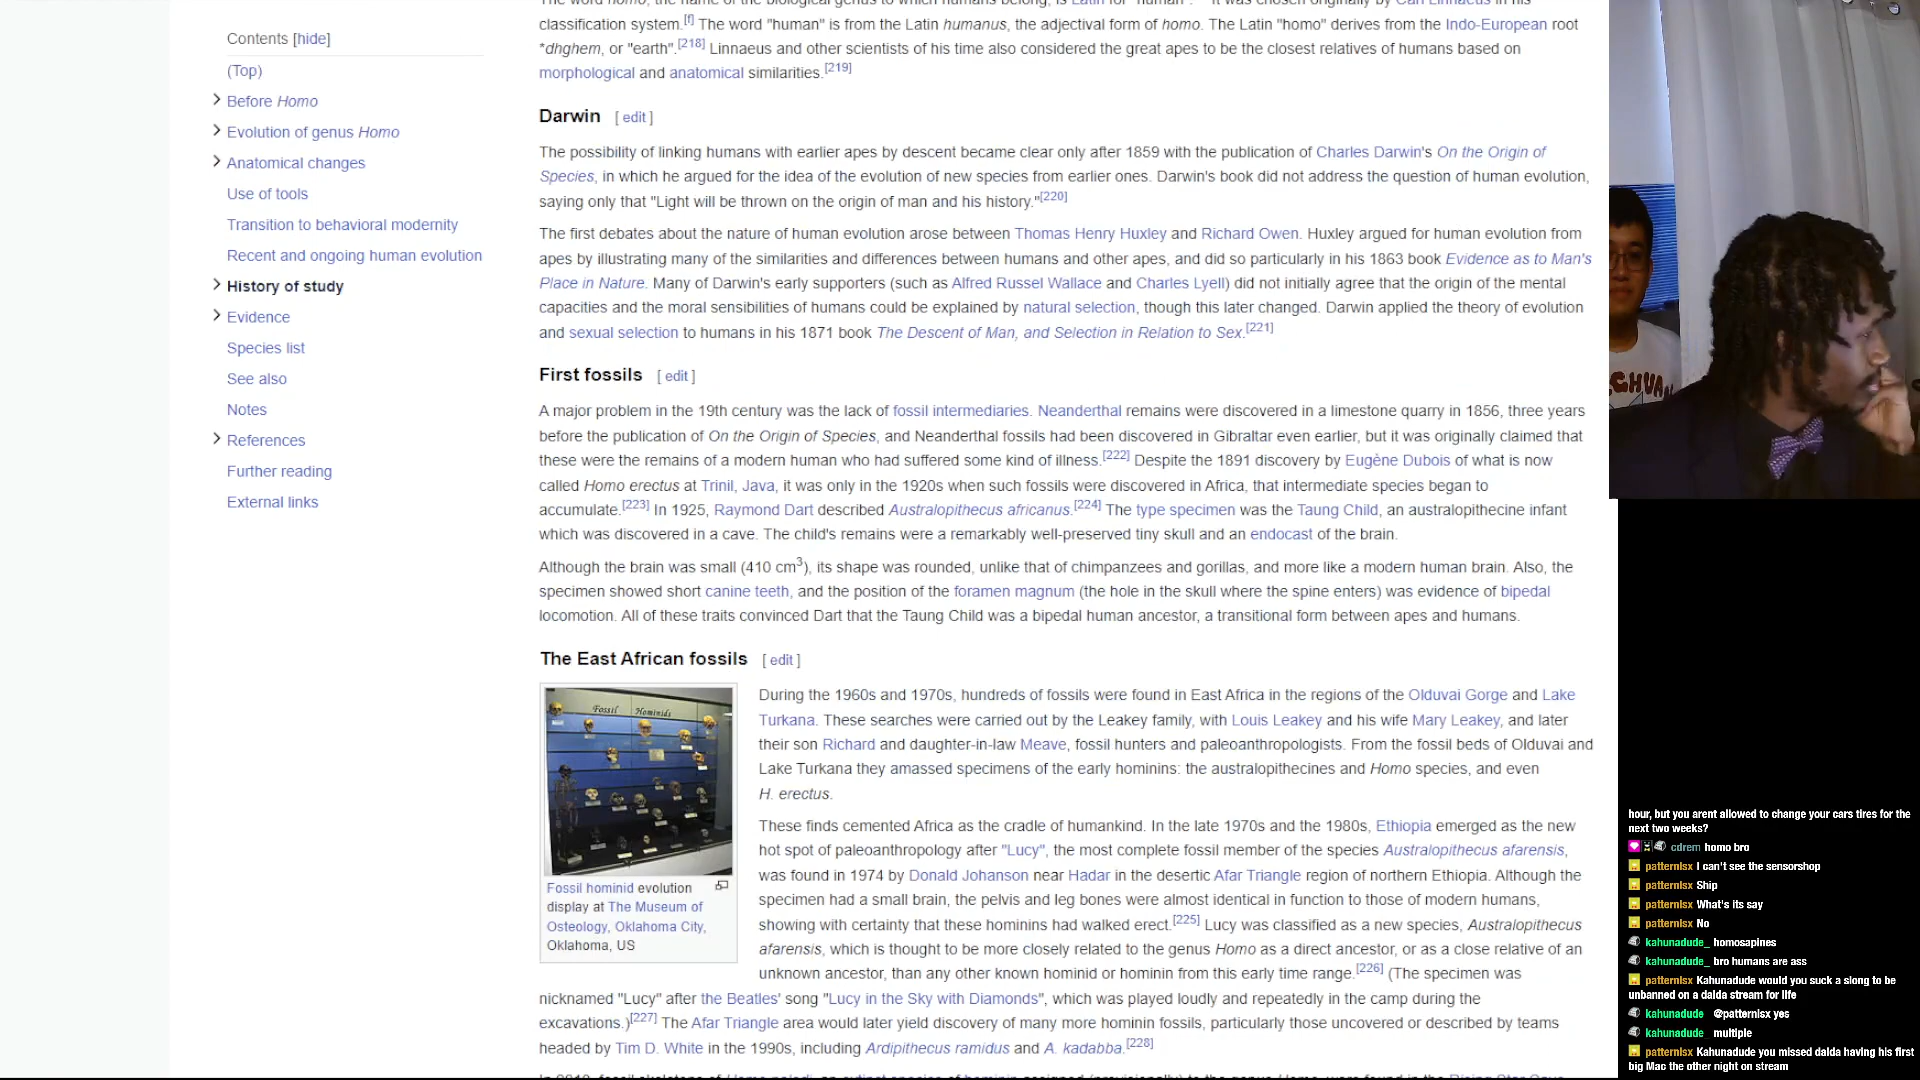 Contents [hide]
(Top)
Before Homo
Evolution of genus Homo
Anatomical changes
Use of tools
Transition to behavioral modernity
Recent and ongoing human evolution
History of study
Evidence
Species list
See also
Notes
References
Further reading
External links
classification system.[f] The word "human" is from the Latin humanus, the adjectival form of homo. The Latin "homo" derives from the Indo-European root
*dhghem, or "earth".[218] Linnaeus and other scientists of his time also considered the great apes to be the closest relatives of humans based on
morphological and anatomical similarities.[219]
Darwin [ edit ]
The possibility of linking humans with earlier apes by descent became clear only after 1859 with the publication of Charles Darwin's On the Origin of
Species, in which he argued for the idea of the evolution of new species from earlier ones. Darwin's book did not address the question of human evolution,
saying only that "Light will be thrown on the origin of man and his history."[220]
The first debates about the nature of human evolution arose between Thomas Henry Huxley and Richard Owen. Huxley argued for human evolution from
apes by illustrating many of the similarities and differences between humans and other apes, and did so particularly in his 1863 book Evidence as to Man's
Place in Nature. Many of Darwin's early supporters (such as Alfred Russel Wallace and Charles Lyell) did not initially agree that the origin of the mental
capacities and the moral sensibilities of humans could be explained by natural selection, though this later changed. Darwin applied the theory of evolution
and sexual selection to humans in his 1871 book The Descent of Man, and Selection in Relation to Sex.[221]
First fossils [ edit ]
A major problem in the 19th century was the lack of fossil intermediaries. Neanderthal remains were discovered in a limestone quarry in 1856, three years
before the publication of On the Origin of Species, and Neanderthal fossils had been discovered in Gibraltar even earlier, but it was originally claimed that
these were the remains of a modern human who had suffered some kind of illness.[222] Despite the 1891 discovery by Eugène Dubois of what is now
called Homo erectus at Trinil, Java, it was only in the 1920s when such fossils were discovered in Africa, that intermediate species began to
accumulate.[223] In 1925, Raymond Dart described Australopithecus africanus.[224] The type specimen was the Taung Child, an australopithecine infant
which was discovered in a cave. The child's remains were a remarkably well-preserved tiny skull and an endocast of the brain.
Although the brain was small (410 cm3), its shape was rounded, unlike that of chimpanzees and gorillas, and more like a modern human brain. Also, the
specimen showed short canine teeth, and the position of the foramen magnum (the hole in the skull where the spine enters) was evidence of bipedal
locomotion. All of these traits convinced Dart that the Taung Child was a bipedal human ancestor, a transitional form between apes and humans.
The East African fossils [ edit ]
Fossil Hominids
Fossil hominid evolution
display at The Museum of
Osteology, Oklahoma City,
Oklahoma, US
During the 1960s and 1970s, hundreds of fossils were found in East Africa in the regions of the Olduvai Gorge and Lake
Turkana. These searches were carried out by the Leakey family, with Louis Leakey and his wife Mary Leakey, and later
their son Richard and daughter-in-law Meave, fossil hunters and paleoanthropologists. From the fossil beds of Olduvai and
Lake Turkana they amassed specimens of the early hominins: the australopithecines and Homo species, and even
H. erectus.
These finds cemented Africa as the cradle of humankind. In the late 1970s and the 1980s, Ethiopia emerged as the new
hot spot of paleoanthropology after "Lucy", the most complete fossil member of the species Australopithecus afarensis,
was found in 1974 by Donald Johanson near Hadar in the desertic Afar Triangle region of northern Ethiopia. Although the
specimen had a small brain, the pelvis and leg bones were almost identical in function to those of modern humans,
showing with certainty that these hominins had walked erect.[225] Lucy was classified as a new species, Australopithecus
afarensis, which is thought to be more closely related to the genus Homo as a direct ancestor, or as a close relative of an
unknown ancestor, than any other known hominid or hominin from this early time range.[226] (The specimen was
nicknamed "Lucy" after the Beatles' song "Lucy in the Sky with Diamonds", which was played loudly and repeatedly in the camp during the
excavations.)[227] The Afar Triangle area would later yield discovery of many more hominin fossils, particularly those uncovered or described by teams
headed by Tim D. White in the 1990s, including Ardipithecus ramidus and A. kadabba.[228]
hour, but you arent allowed to change your cars tires for the
next two weeks?
cdrem homo bro
patternlsx I can't see the sensorshop
patternlsx Ship
patternlsx What's its say
patternlsx No
kahunadude_ homosapines
kahunadude_ bro humans are ass
patternlsx Kahunadude would you suck a slong to be
unbanned on a dalda stream for life
kahunadude_ @patternlsx yes
kahunadude_ multiple
patternlsx Kahunadude you missed dalda having his first
big Mac the other night on stream